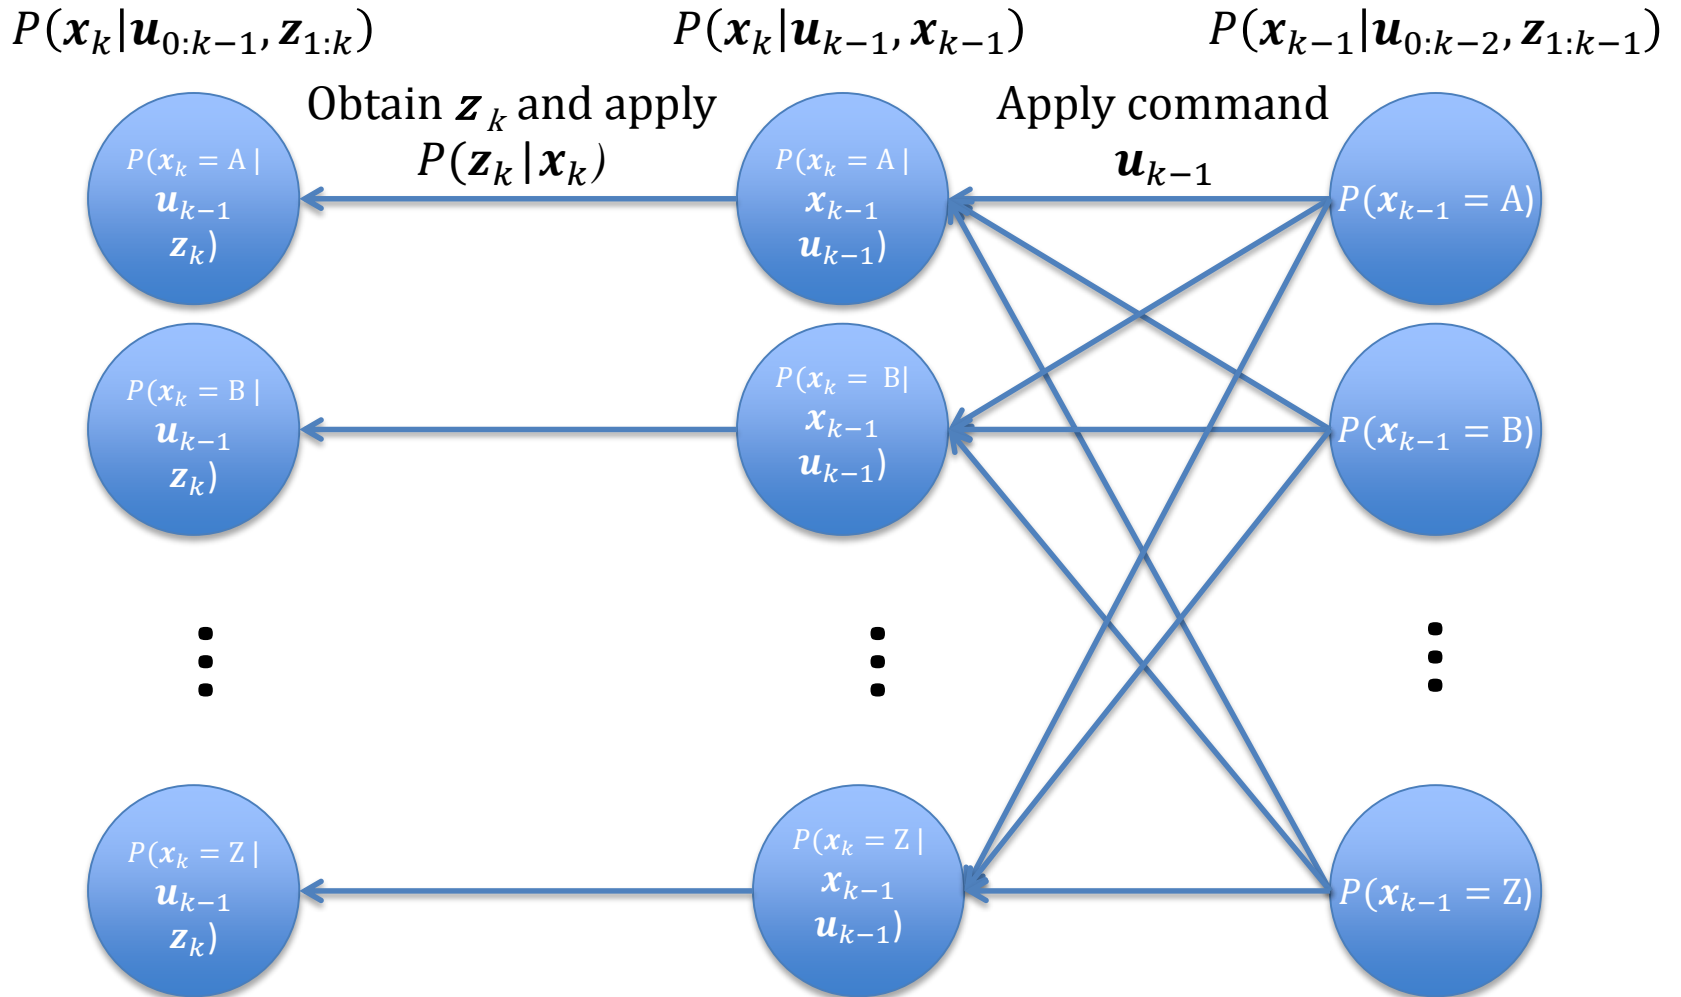 P(x_k|u_{0:k−1}, z_{1:k})
P(x_k|u_{k−1}, x_{k−1})
P(x_{k−1}|u_{0:k−2}, z_{1:k−1})
Obtain z_k and apply
P(z_k|x_k)
Apply command
u_{k−1}
P(x_k = A |
u_{k−1}
z_k)
P(x_k = A |
x_{k−1}
u_{k−1})
P(x_{k−1} = A)
P(x_k = B |
u_{k−1}
z_k)
P(x_k = B|
x_{k−1}
u_{k−1})
P(x_{k−1} = B)
P(x_k = Z |
u_{k−1}
z_k)
P(x_k = Z |
x_{k−1}
u_{k−1})
P(x_{k−1} = Z)